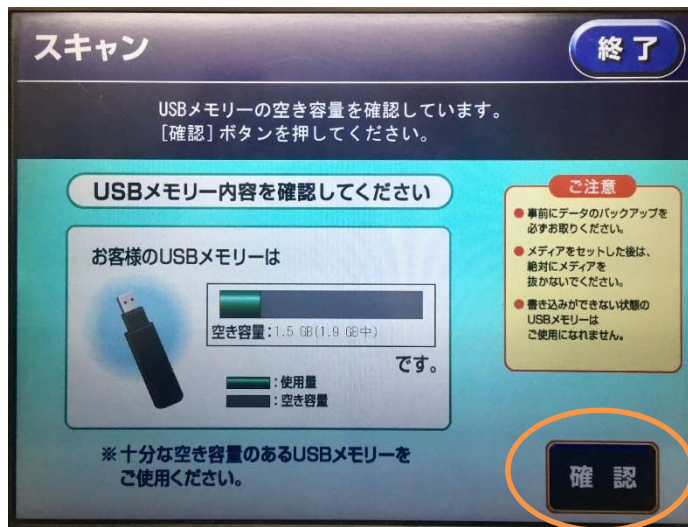 スキャン
終了
USBメモリーの空き容量を確認しています。
[確認]ボタンを押してください。
USBメモリー内容を確認してください
お客様のUSBメモリーは
空き容量:1.5 GB(1.9 GB中)
です。
:使用量
:空き容量
※十分な空き容量のあるUSBメモリーを
ご使用ください。
ご注意
●事前にデータのバックアップを
必ずお取りください。
●メディアをセットした後は、
絶対にメディアを
抜かないでください。
●書き込みができない状態の
USBメモリーは
ご使用になれません。
確認